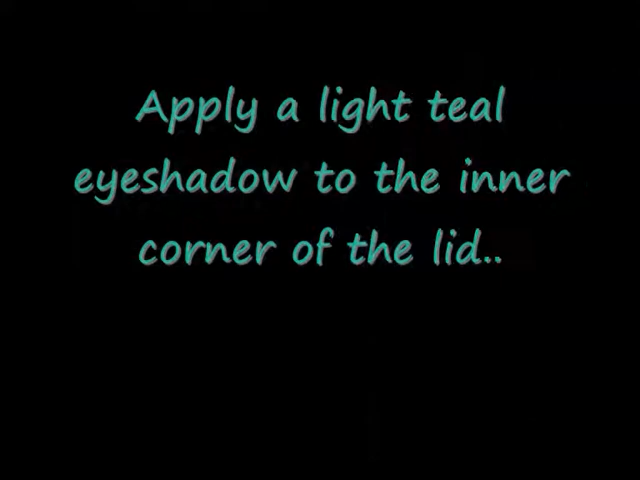 Apply a light teal
eyeshadow to the inner
corner of the lid..